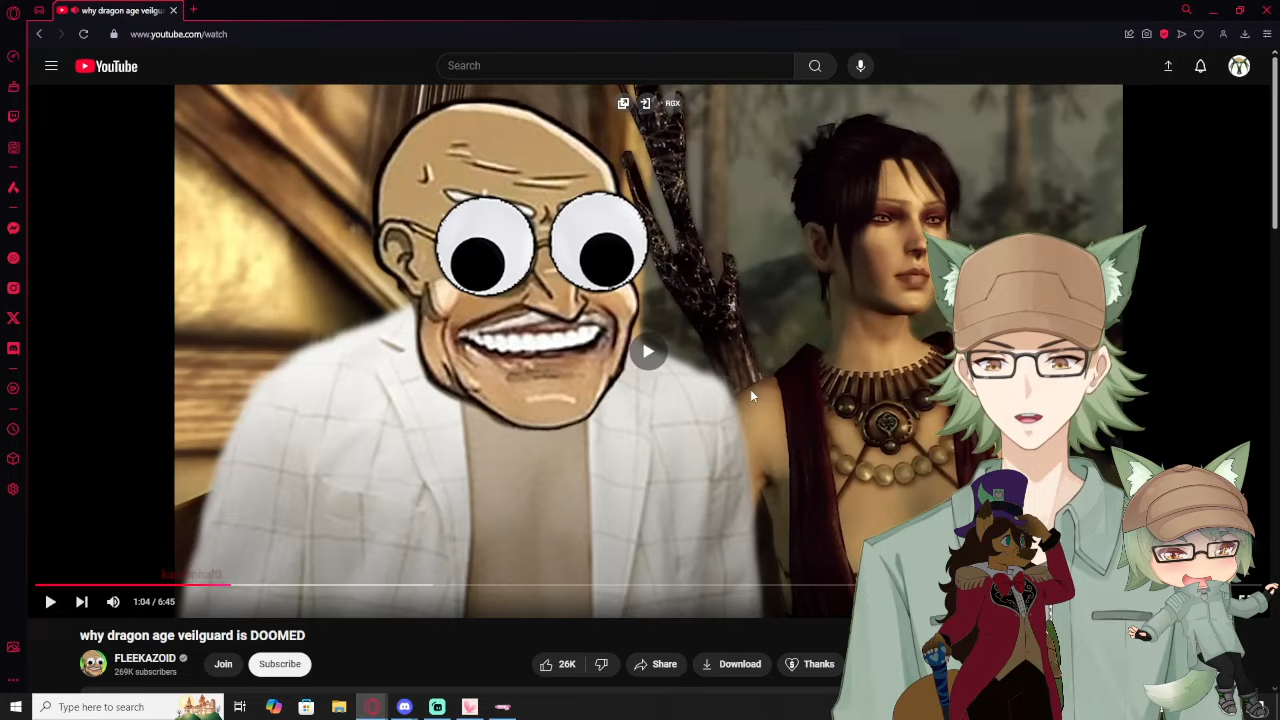 why dragon age veilgu
www.youtube.com/watch
YouTube
Search
RGX
1:04 / 6:45
why dragon age veilguard is DOOMED
FLEEKAZOID
269K subscribers
Join
Subscribe
26K
Share
Download
Thanks
Type here to search